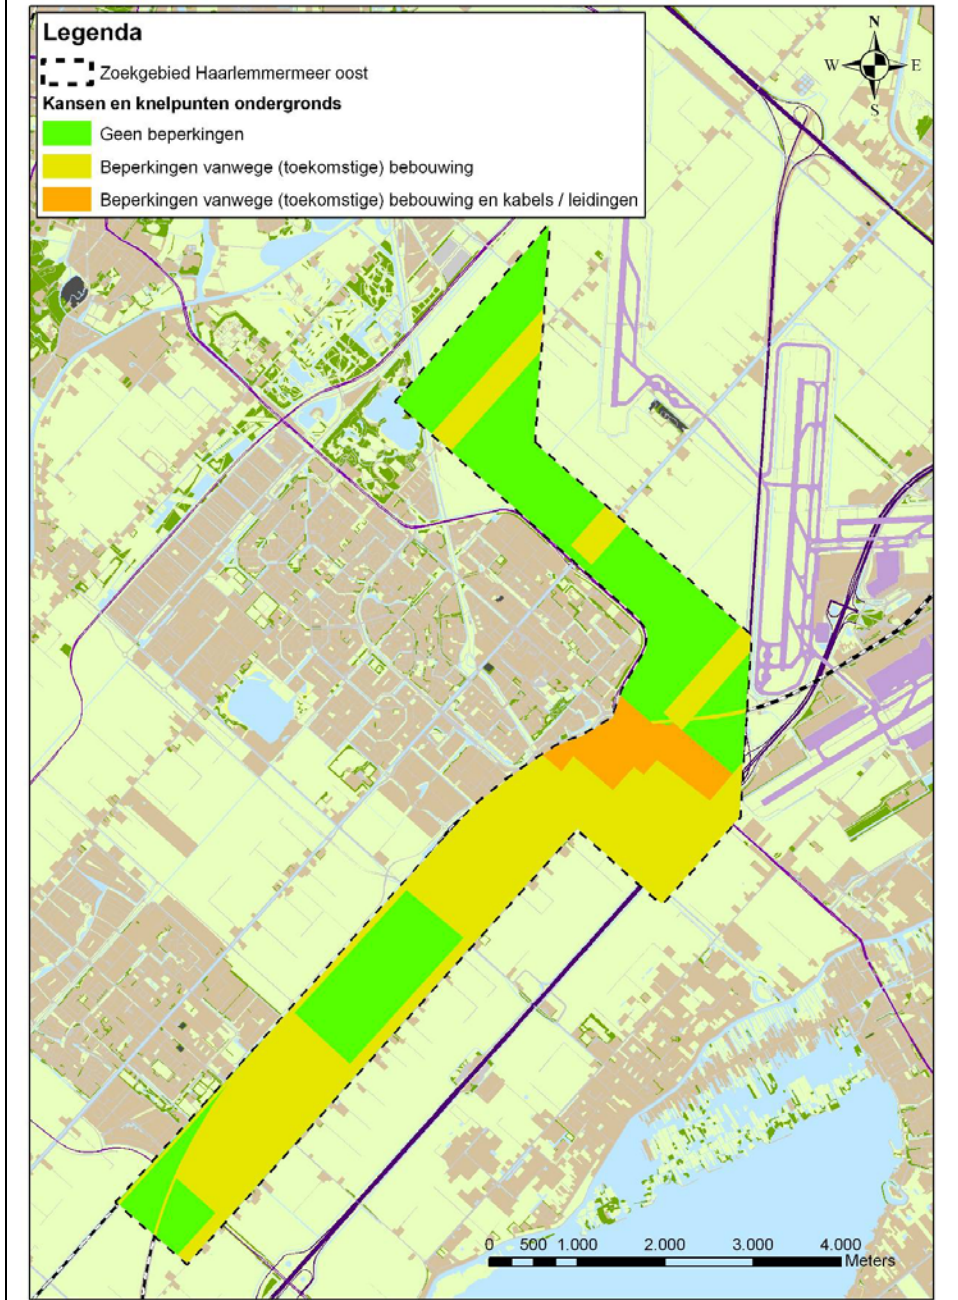 Legenda
Zoekgebied Haarlemmermeer oost
Kansen en knelpunten ondergronds
Geen beperkingen
Beperkingen vanwege (toekomstige) bebouwing
Beperkingen vanwege (toekomstige) bebouwing en kabels / leidingen
N
W E
S
0 500 1.000 2.000 3.000 4.000
Meters